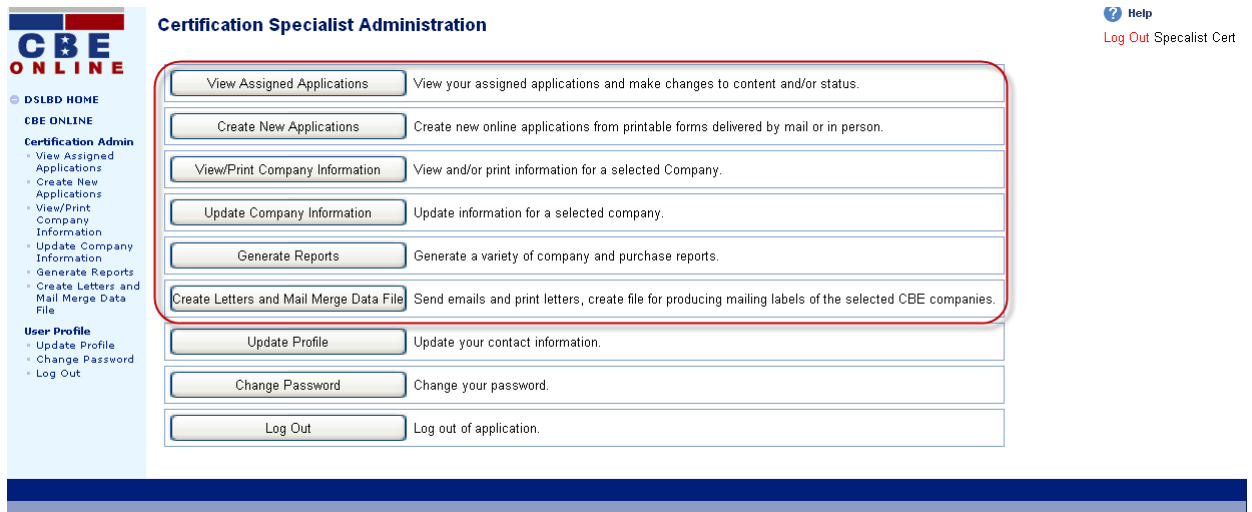 CBE
ONLINE
Certification Specialist Administration
Help
Log Out Specalist Cert
DSLBD HOME
CBE ONLINE
Certification Admin
View Assigned
Applications
Create New
Applications
View/Print
Company
Information
Update Company
Information
Generate Reports
Create Letters and
Mail Merge Data
File
User Profile
Update Profile
Change Password
Log Out
View Assigned Applications View your assigned applications and make changes to content and/or status.
Create New Applications Create new online applications from printable forms delivered by mail or in person.
View/Print Company Information View and/or print information for a selected Company.
Update Company Information Update information for a selected company.
Generate Reports Generate a variety of company and purchase reports.
Create Letters and Mail Merge Data File Send emails and print letters, create file for producing mailing labels of the selected CBE companies.
Update Profile Update your contact information.
Change Password Change your password.
Log Out Log out of application.